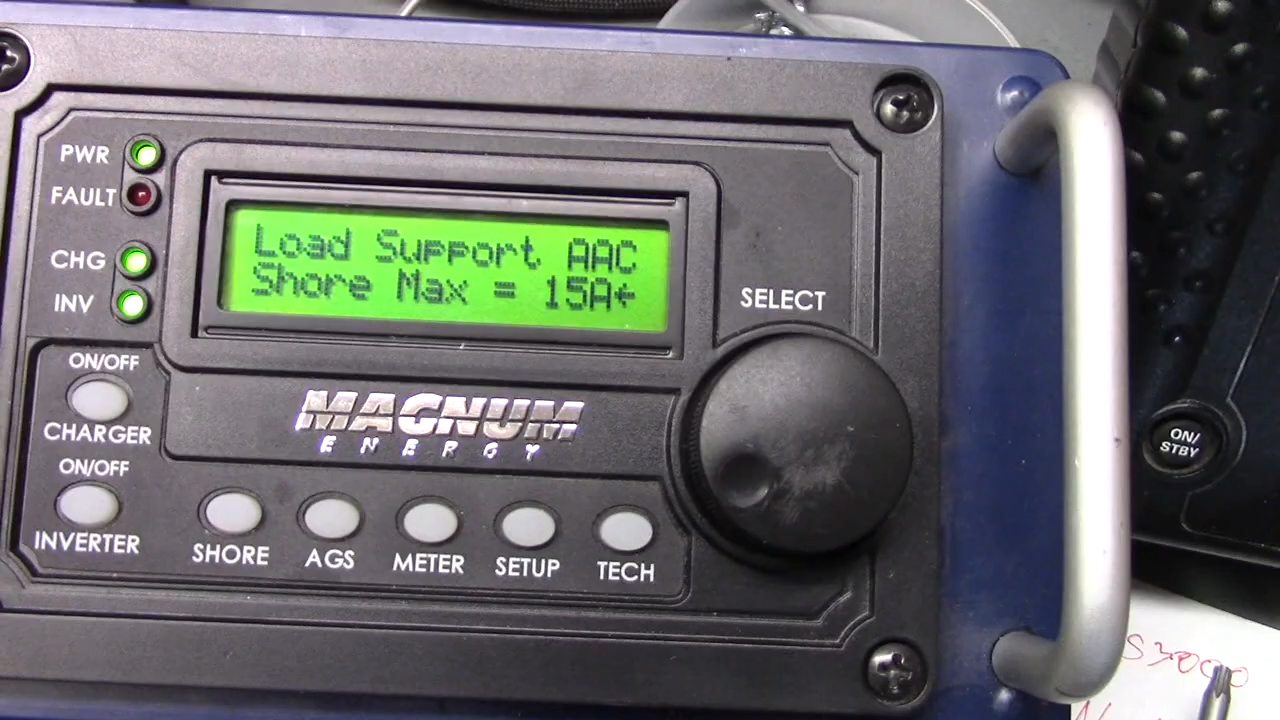 PWR
FAULT
CHG
INV
Load Support AAC
Shore Max = 15A←
SELECT
ON/OFF
CHARGER
ON/OFF
INVERTER
MAGNUM
ENERGY
SHORE
AGS
METER
SETUP
TECH
ON/
STBY